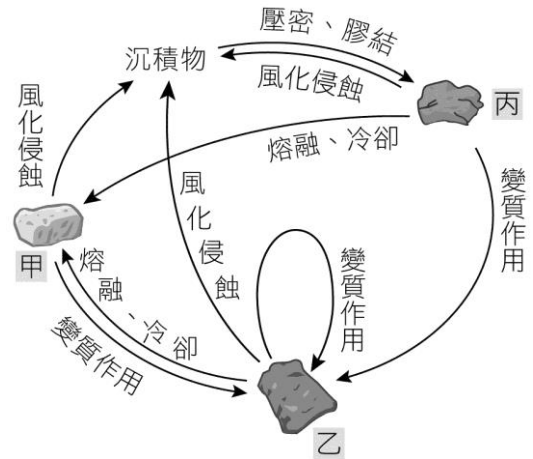 壓密、膠結
沉積物
風化侵蝕
丙
風化侵蝕
熔融、冷卻
變質作用
風化侵蝕
甲
熔融、冷卻
變質作用
變質作用
乙